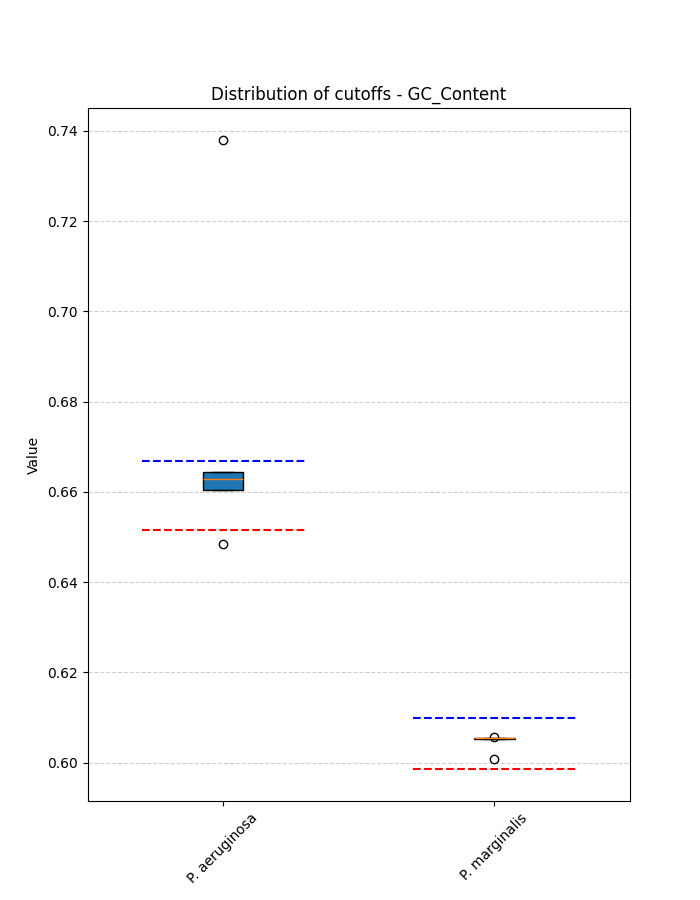 Distribution of cutoffs - GC_Content
0.74
0.72
0.70
0.68
0.66
0.64
0.62
0.60
Value
P. aeruginosa
P. marginalis